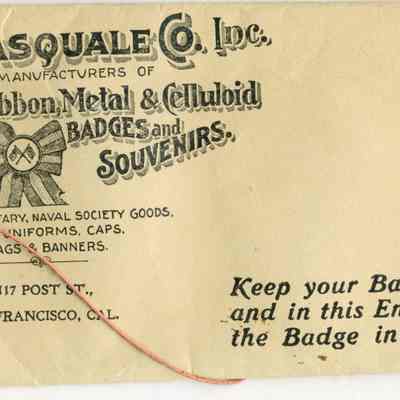 ASQUALE Co., Inc.,
MANUFACTURERS OF
bbon, Metal & Celluloid
BADGES and
SOUVENIRS.
TARY, NAVAL SOCIETY GOODS,
UNIFORMS, CAPS,
AGS & BANNERS.
117 POST ST.,
FRANCISCO, CAL.
Keep your Ba
and in this En
the Badge in